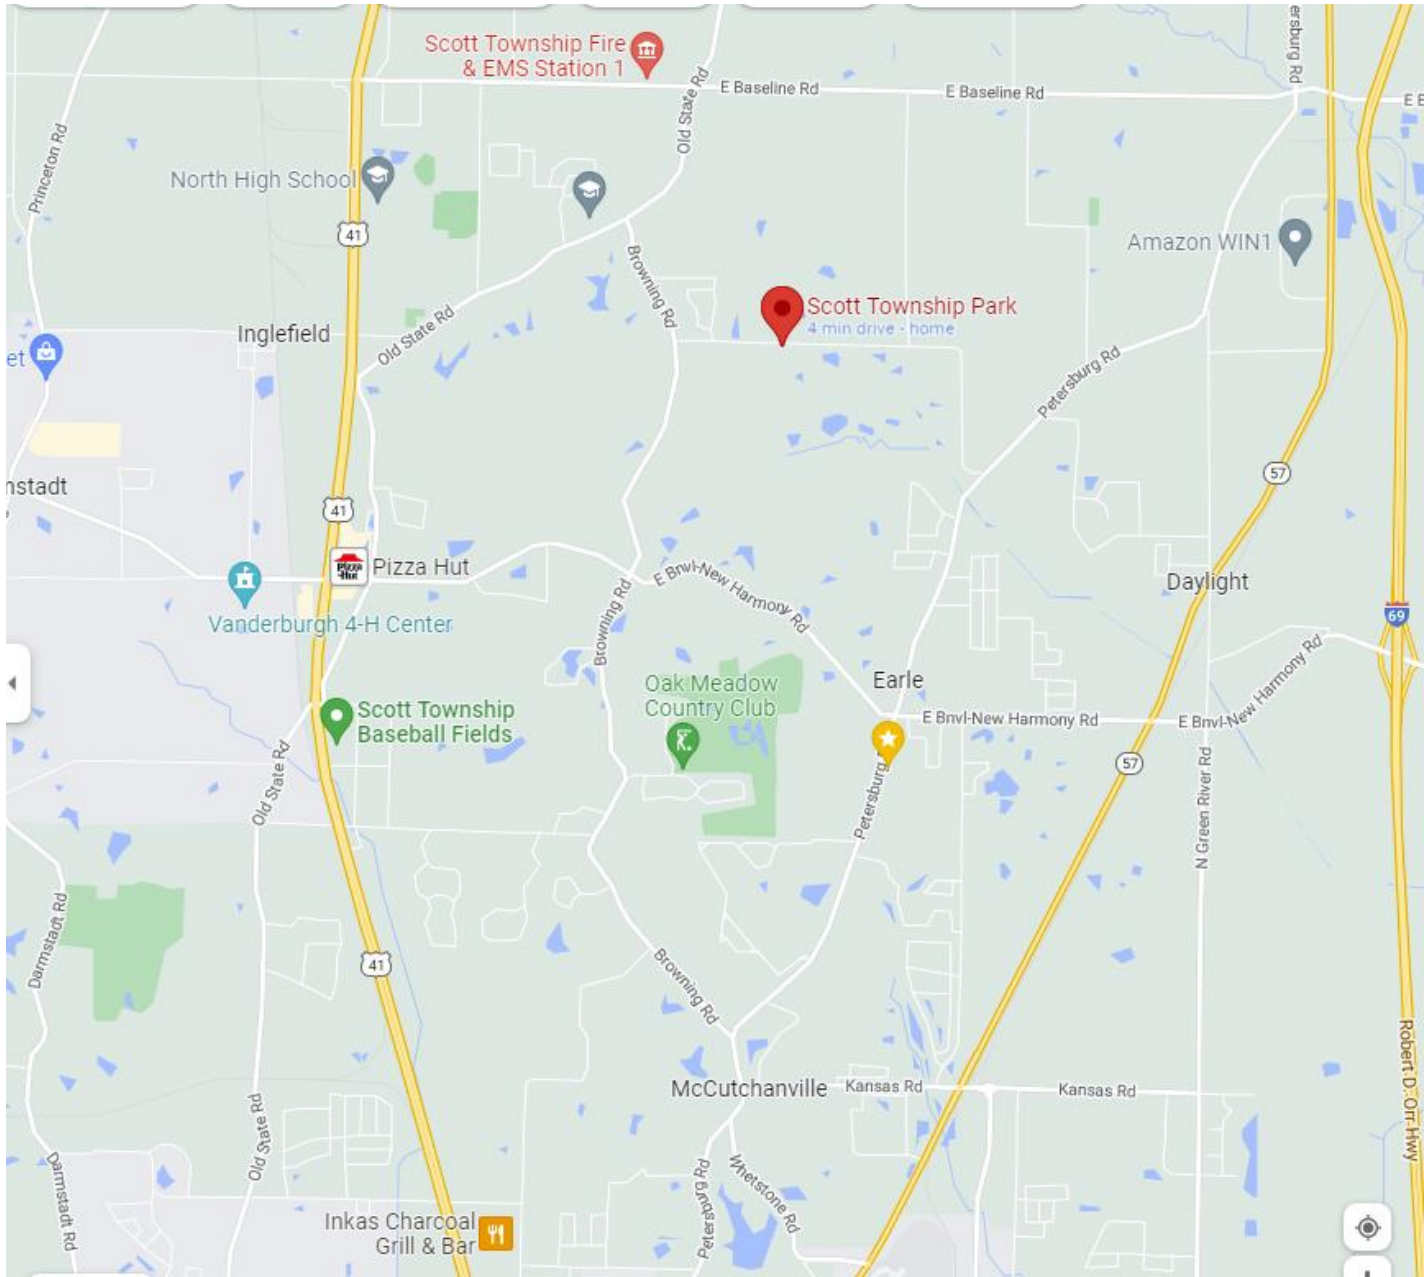 Scott Township Fire
& EMS Station 1
ersburg Rd
Old State Rd
E Baseline Rd
E Baseline Rd
E E
Princeton Rd
North High School
41
Amazon WIN1
Browning Rd
Scott Township Park
4 min drive - home
Inglefield
Old State Rd
et
Petersburg Rd
nstadt
57
41
Pizza Hut
Pizza Hut
E Bnvl-New Harmony Rd
Daylight
Vanderburgh 4-H Center
Browning Rd
69
Oak Meadow
Country Club
Earle
E Bnvl-New Harmony Rd
E Bnvl-New Harmony Rd
Scott Township
Baseball Fields
Old State Rd
Petersburg
57
N Green River Rd
Darmstadt Rd
41
Browning Rd
McCutchanville
Kansas Rd
Kansas Rd
Robert D. Orr Hwy
Old State Rd
Darmstadt Rd
Petersburg Rd
Whetstone Rd
Inkas Charcoal
Grill & Bar